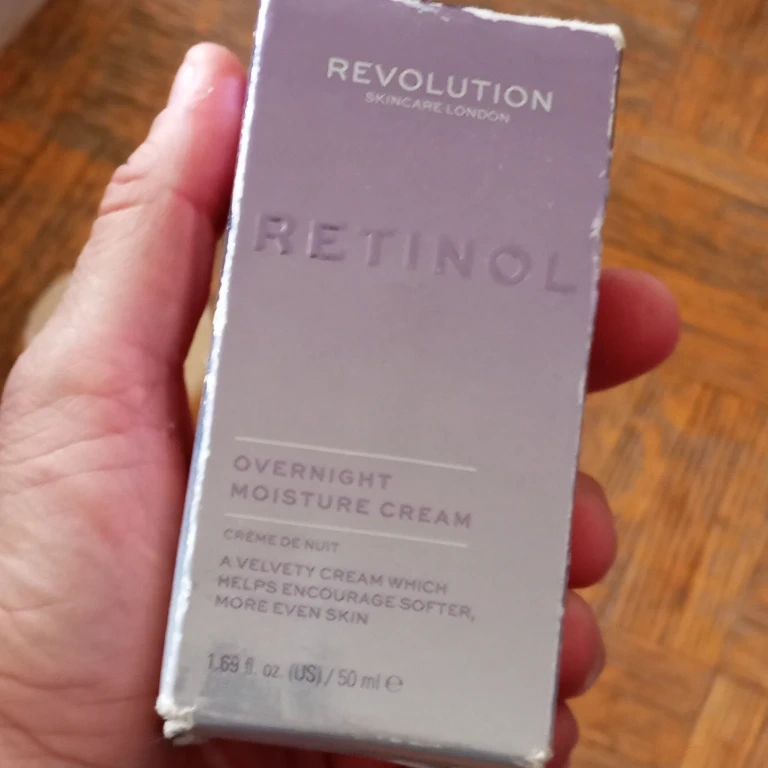 REVOLUTION
SKINCARE LONDON
RETINOL
OVERNIGHT
MOISTURE CREAM
CRÈME DE NUIT
A VELVETY CREAM WHICH
HELPS ENCOURAGE SOFTER,
MORE EVEN SKIN
1.69 fl. oz. (US) / 50 ml ℮